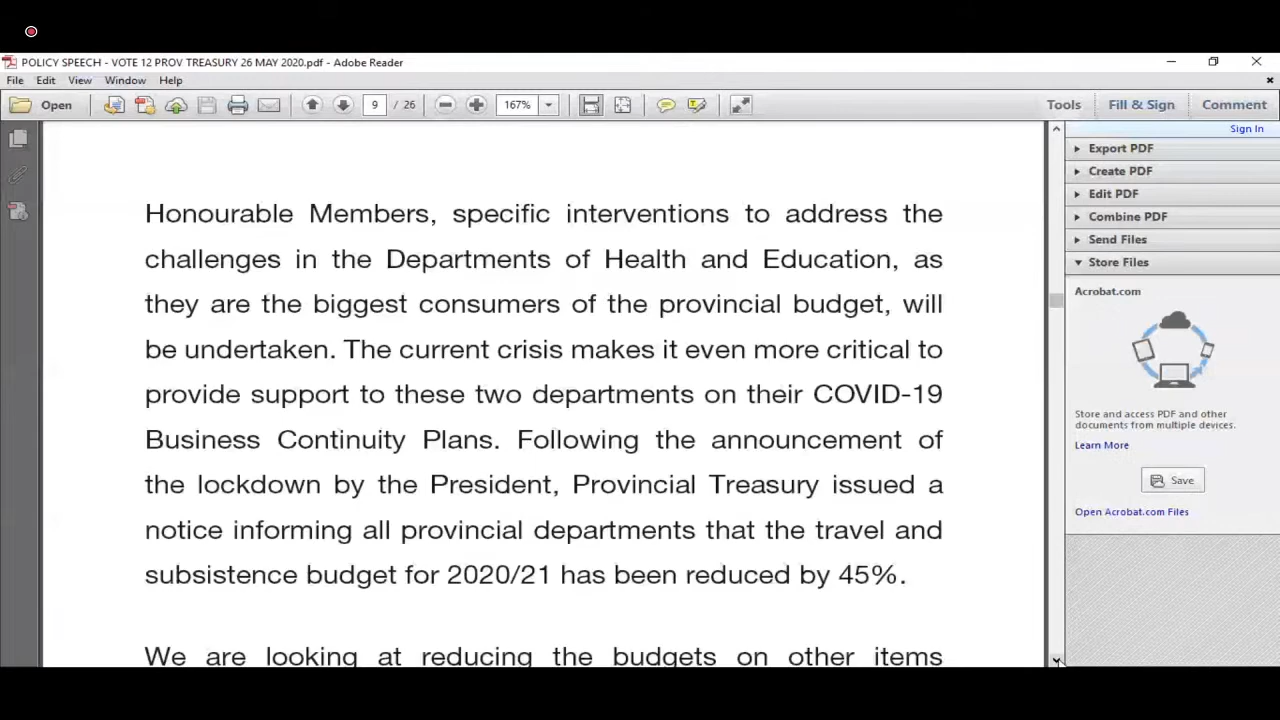 POLICY SPEECH - VOTE 12 PROV TREASURY 26 MAY 2020.pdf - Adobe Reader
File Edit View Window Help
Open 9 / 26 167% Tools Fill & Sign Comment
Sign In
Export PDF
Create PDF
Edit PDF
Combine PDF
Send Files
Store Files
Acrobat.com
Store and access PDF and other
documents from multiple devices.
Learn More
Save
Open Acrobat.com Files
Honourable Members, specific interventions to address the
challenges in the Departments of Health and Education, as
they are the biggest consumers of the provincial budget, will
be undertaken. The current crisis makes it even more critical to
provide support to these two departments on their COVID-19
Business Continuity Plans. Following the announcement of
the lockdown by the President, Provincial Treasury issued a
notice informing all provincial departments that the travel and
subsistence budget for 2020/21 has been reduced by 45%.
We are looking at reducing the budgets on other items